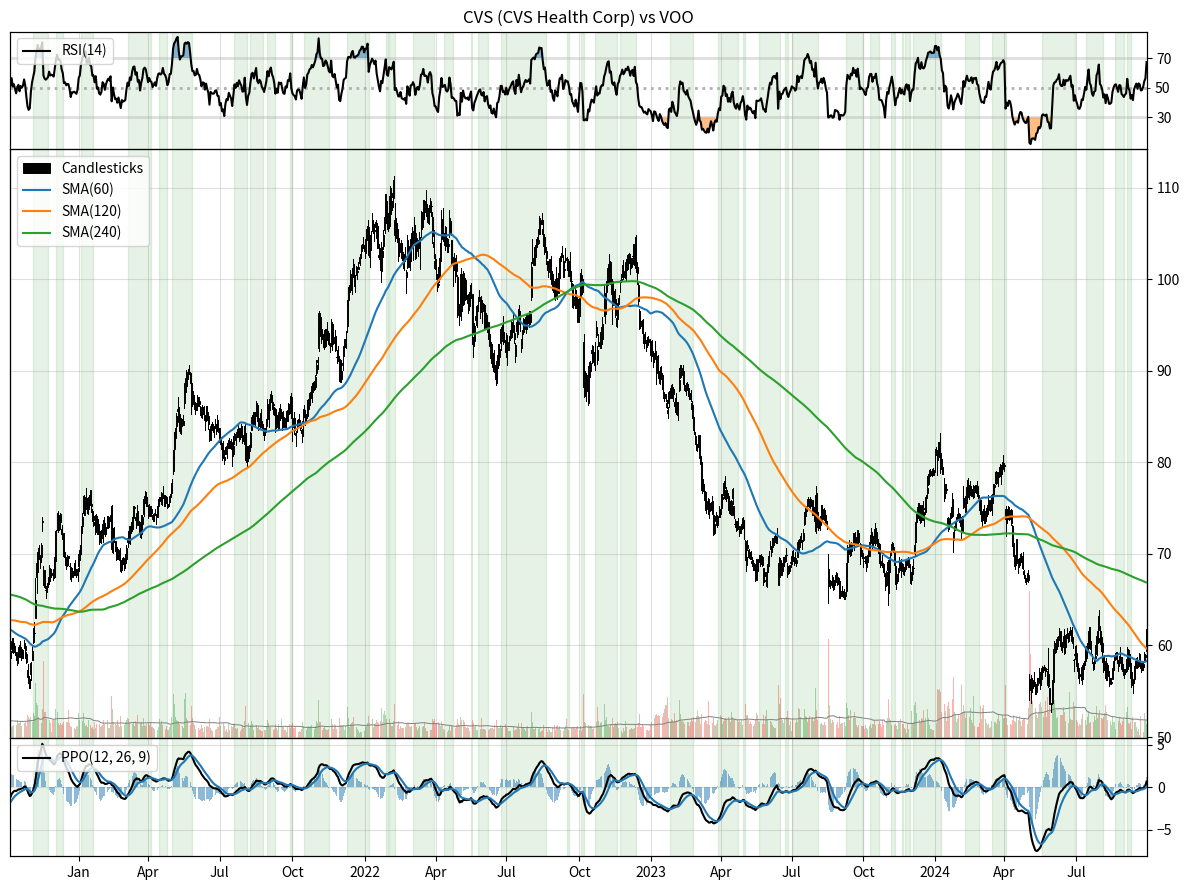 CVS (CVS Health Corp) vs VOO
RSI(14)
70
50
30
Candlesticks
SMA(60)
SMA(120)
SMA(240)
110
100
90
80
70
60
50
PPO(12, 26, 9)
5
0
−5
Jan Apr Jul Oct 2022 Apr Jul Oct 2023 Apr Jul Oct 2024 Apr Jul